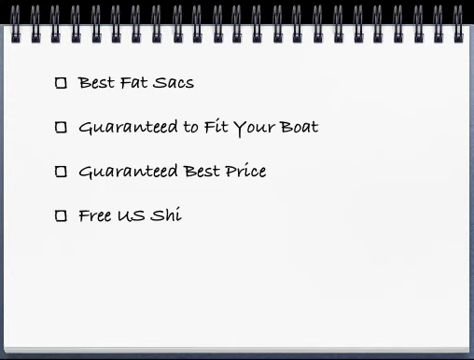 Best Fat Sacs
Guaranteed to Fit Your Boat
Guaranteed Best Price
Free US Shi